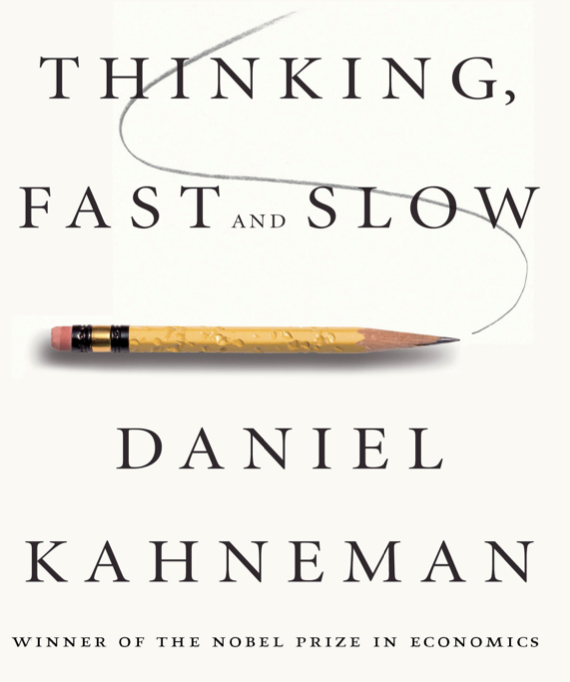 THINKING,
FAST AND SLOW
DANIEL
KAHNEMAN
WINNER OF THE NOBEL PRIZE IN ECONOMICS